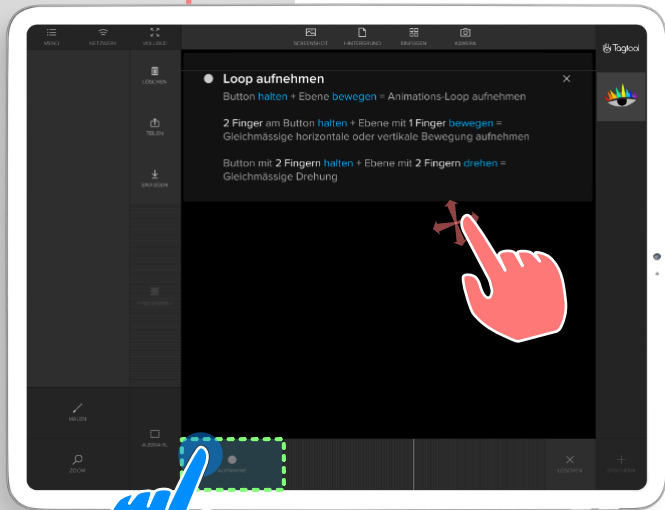 MENÜ
NETZWERK
VOLLBILD
SCREENSHOT
HINTERGRUND
EINFÜGEN
KAMERA
Tagtool
LÖSCHEN
TEILEN
EINFÜGEN
Loop aufnehmen
Button halten + Ebene bewegen = Animations-Loop aufnehmen
2 Finger am Button halten + Ebene mit 1 Finger bewegen =
Gleichmässige horizontale oder vertikale Bewegung aufnehmen
Button mit 2 Fingern halten + Ebene mit 2 Fingern drehen =
Gleichmässige Drehung
MALEN
AUSWAHL
ZOOM
LÖSCHEN